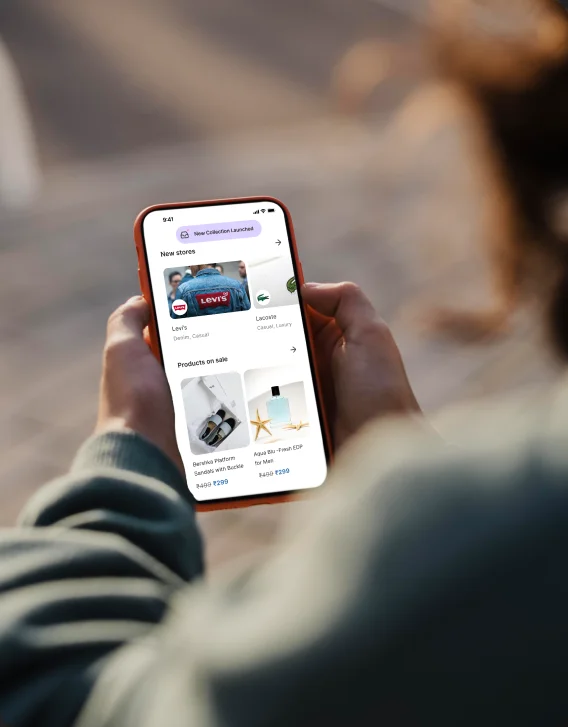 9:41
New Collection Launched
New stores
LEVI'S
Levi's
Denim, Casual
Lacoste
Casual, Luxury
Products on sale
Bershka Platform
Sandals with Buckle
₹499 ₹299
Aqua Blu -Fresh EDP
for Man
₹499 ₹299